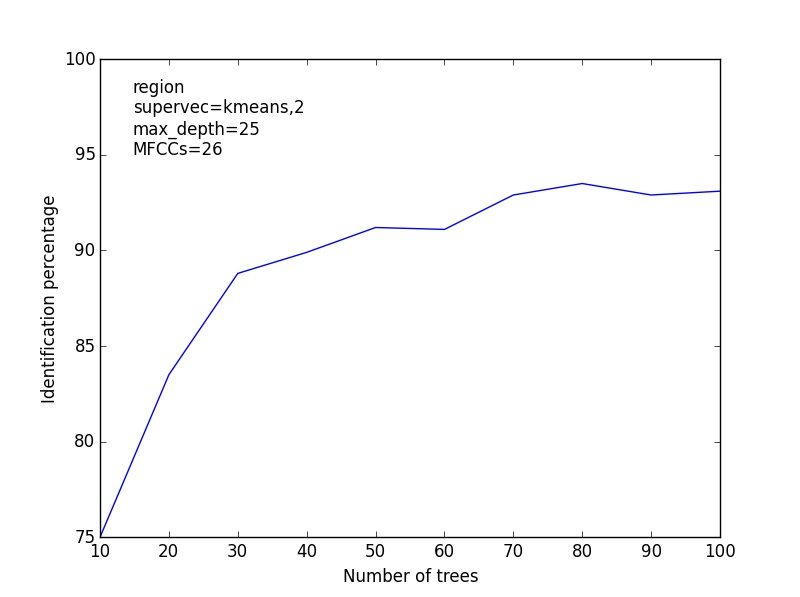 100
95
90
85
80
75
region
supervec=kmeans,2
max_depth=25
MFCCs=26
Identification percentage
10 20 30 40 50 60 70 80 90 100
Number of trees